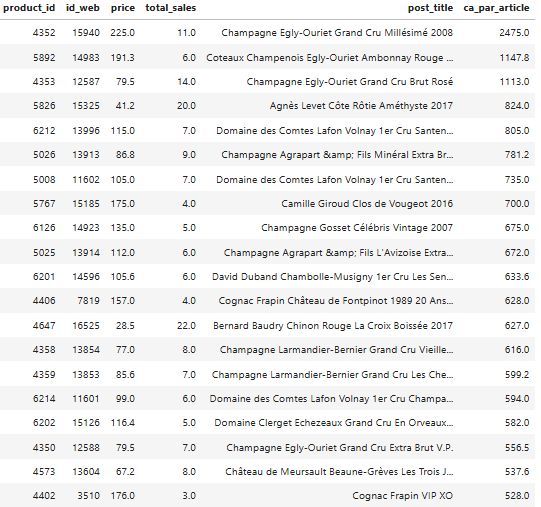 product_id id_web price total_sales post_title ca_par_article
4352 15940 225.0 11.0 Champagne Egly-Ouriet Grand Cru Millésimé 2008 2475.0
5892 14983 191.3 6.0 Coteaux Champenois Egly-Ouriet Ambonnay Rouge ... 1147.8
4353 12587 79.5 14.0 Champagne Egly-Ouriet Grand Cru Brut Rosé 1113.0
5826 15325 41.2 20.0 Agnès Levet Côte Rôtie Améthyste 2017 824.0
6212 13996 115.0 7.0 Domaine des Comtes Lafon Volnay 1er Cru Santen... 805.0
5026 13913 86.8 9.0 Champagne Agrapart &amp; Fils Minéral Extra Br... 781.2
5008 11602 105.0 7.0 Domaine des Comtes Lafon Volnay 1er Cru Santen... 735.0
5767 15185 175.0 4.0 Camille Giroud Clos de Vougeot 2016 700.0
6126 14923 135.0 5.0 Champagne Gosset Célébris Vintage 2007 675.0
5025 13914 112.0 6.0 Champagne Agrapart &amp; Fils L'Avizoise Extra... 672.0
6201 14596 105.6 6.0 David Duband Chambolle-Musigny 1er Cru Les Sen... 633.6
4406 7819 157.0 4.0 Cognac Frapin Château de Fontpinot 1989 20 Ans... 628.0
4647 16525 28.5 22.0 Bernard Baudry Chinon Rouge La Croix Boissée 2017 627.0
4358 13854 77.0 8.0 Champagne Larmandier-Bernier Grand Cru Vieille... 616.0
4359 13853 85.6 7.0 Champagne Larmandier-Bernier Grand Cru Les Che... 599.2
6214 11601 99.0 6.0 Domaine des Comtes Lafon Volnay 1er Cru Champa... 594.0
6202 15126 116.4 5.0 Domaine Clerget Echezeaux Grand Cru En Orveaux... 582.0
4350 12588 79.5 7.0 Champagne Egly-Ouriet Grand Cru Extra Brut V.P. 556.5
4573 13604 67.2 8.0 Château de Meursault Beaune-Grèves Les Trois J... 537.6
4402 3510 176.0 3.0 Cognac Frapin VIP XO 528.0